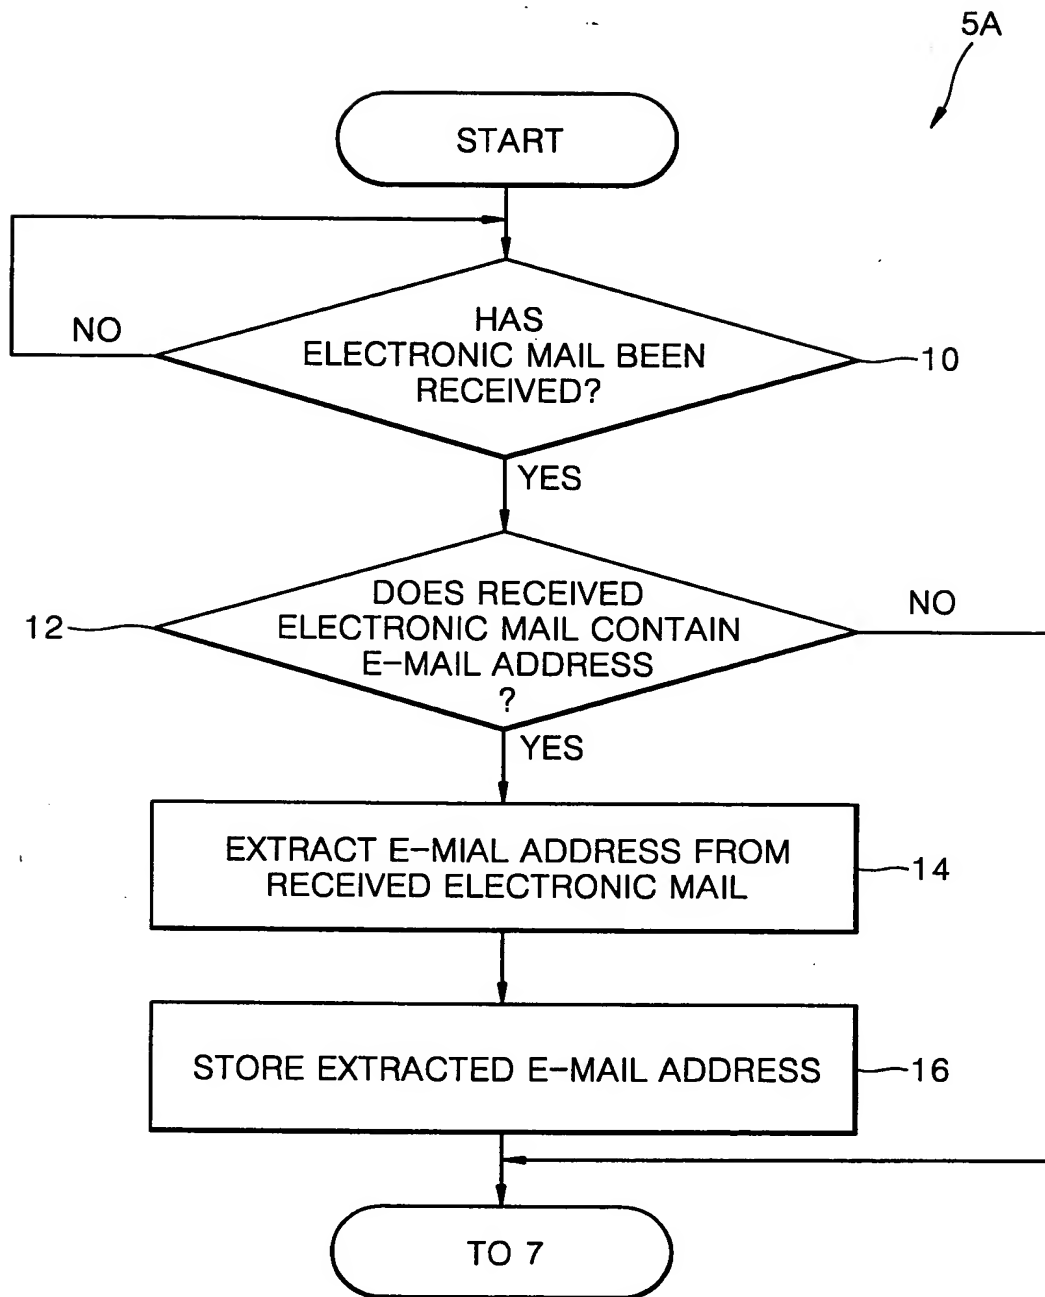 5A
START
HAS
ELECTRONIC MAIL BEEN
RECEIVED?
NO
10
YES
DOES RECEIVED
ELECTRONIC MAIL CONTAIN
E-MAIL ADDRESS
?
12
NO
YES
EXTRACT E-MIAL ADDRESS FROM
RECEIVED ELECTRONIC MAIL
14
STORE EXTRACTED E-MAIL ADDRESS
16
TO 7